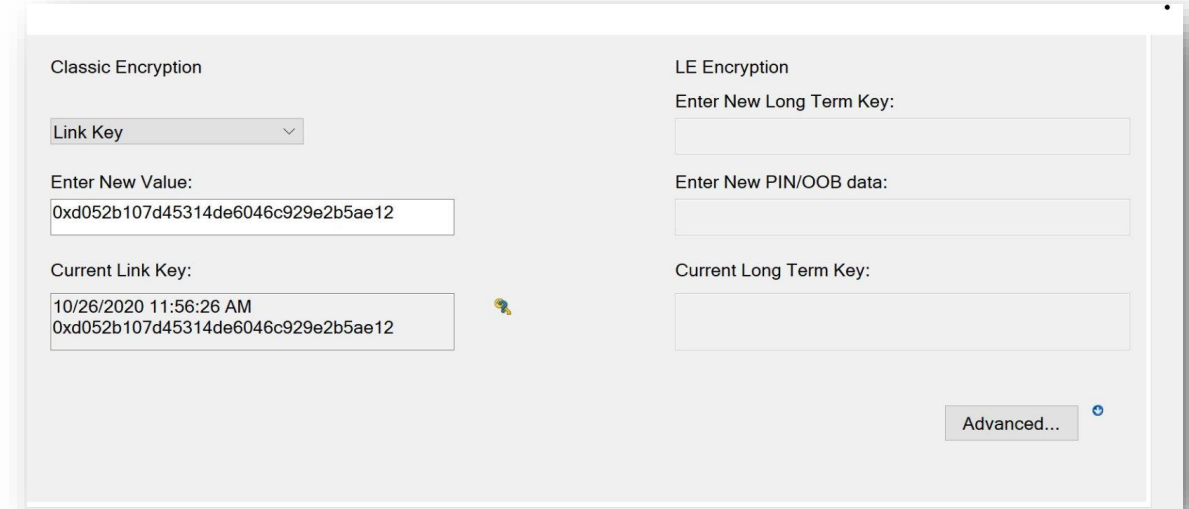 Classic Encryption
Link Key
Enter New Value:
0xd052b107d45314de6046c929e2b5ae12
Current Link Key:
10/26/2020 11:56:26 AM
0xd052b107d45314de6046c929e2b5ae12
LE Encryption
Enter New Long Term Key:
Enter New PIN/OOB data:
Current Long Term Key:
Advanced...